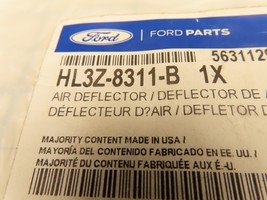 Ford
FORD PARTS
5631129
HL3Z-8311-B 1X
AIR DEFLECTOR / DEFLECTOR DE
DÉFLECTEUR D?AIR / DEFLETOR D
MAJORITY CONTENT MADE IN USA /
MAYORÍA DEL CONTENIDO FABRICADO EN EE. UU. /
MAJORITÉ DU CONTENU FABRIQUÉE AUX É.-U.